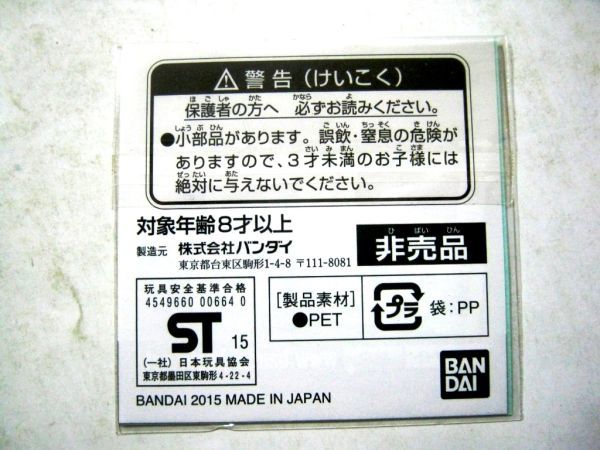 ⚠警告(けいこく)
保護者の方へ 必ずお読みください。
●小部品があります。誤飲・窒息の危険が
ありますので、3才未満のお子様には
絶対に与えないでください。
対象年齢8才以上
製造元 株式会社バンダイ
東京都台東区駒形1-4-8 〒111-8081
ひばいひん
非売品
玩具安全基準合格
4549660 00664 0
ST 15
(一社)日本玩具協会
東京都墨田区東駒形4-22-4
[製品素材]
●PET
プラ 袋:PP
BAN
DAI
BANDAI 2015 MADE IN JAPAN